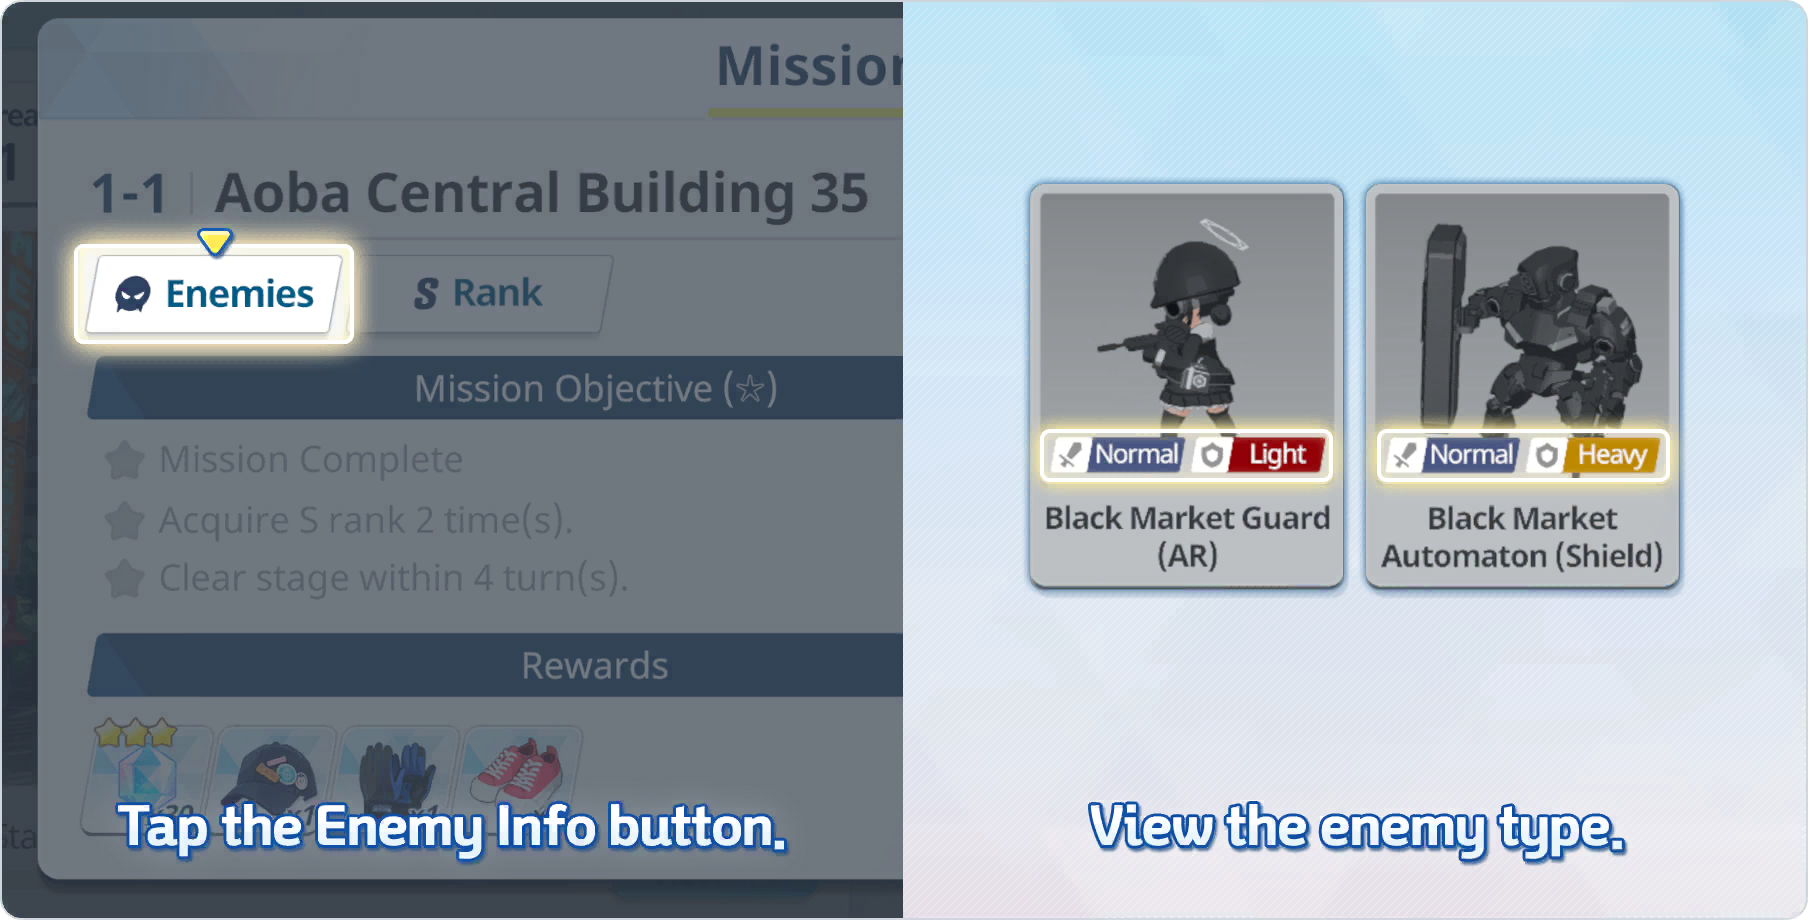 Mission
1-1 Aoba Central Building 35
Enemies
S Rank
Mission Objective (☆)
Mission Complete
Acquire S rank 2 time(s).
Clear stage within 4 turn(s).
Rewards
x1
Tap the Enemy Info button.
Normal Light
Black Market Guard
(AR)
Normal Heavy
Black Market
Automaton (Shield)
View the enemy type.